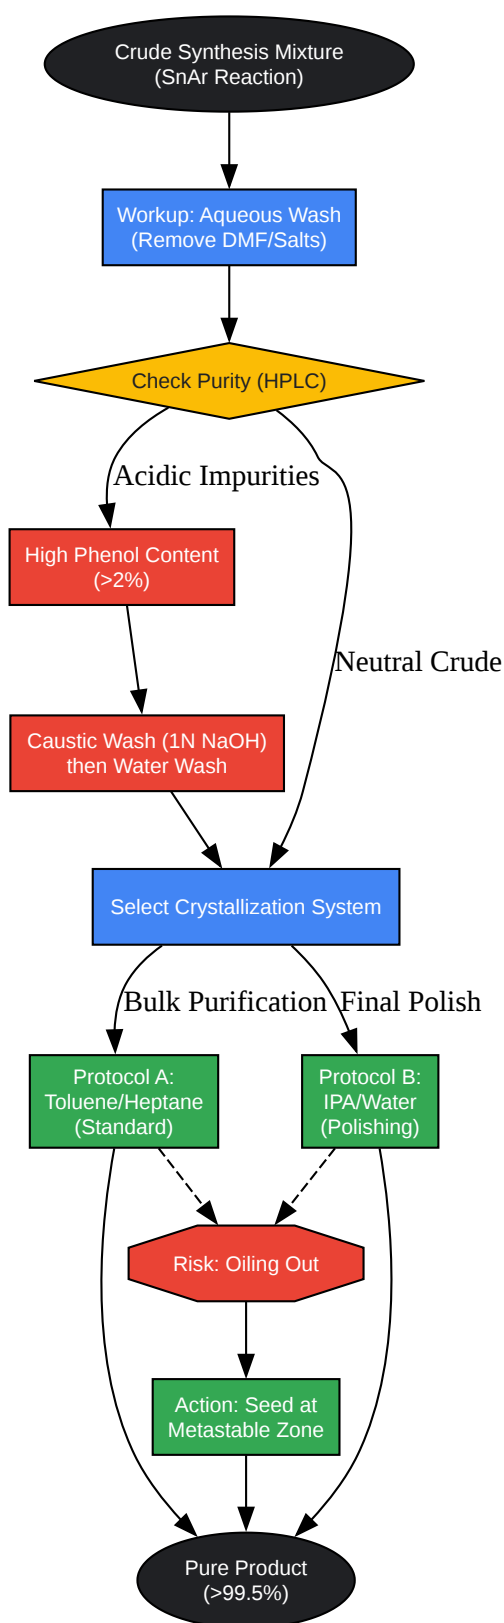 Crude Synthesis Mixture
(SnAr Reaction)
Workup: Aqueous Wash
(Remove DMF/Salts)
Check Purity (HPLC)
Acidic Impurities
High Phenol Content
(>2%)
Neutral Crude
Caustic Wash (1N NaOH)
then Water Wash
Select Crystallization System
Bulk Purification
Final Polish
Protocol A:
Toluene/Heptane
(Standard)
Protocol B:
IPA/Water
(Polishing)
Risk: Oiling Out
Action: Seed at
Metastable Zone
Pure Product
(>99.5%)